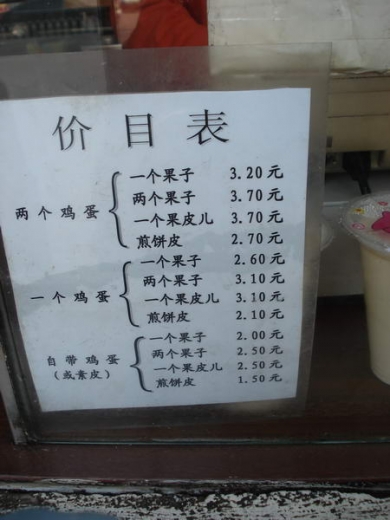 价目表
一个果子 3.20元
两个果子 3.70元
两个鸡蛋
一个果皮儿 3.70元
煎饼皮 2.70元
一个果子 2.60元
两个果子 3.10元
一个鸡蛋
一个果皮儿 3.10元
煎饼皮 2.10元
一个果子 2.00元
自带鸡蛋
两个果子 2.50元
(或素皮)
一个果皮儿 2.50元
煎饼皮 1.50元